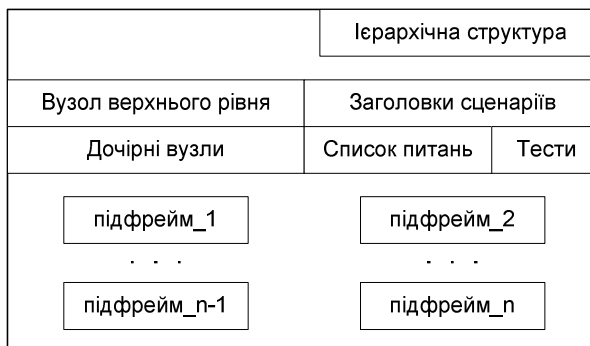 Ієрархічна структура
Вузол верхнього рівня Заголовки сценаріїв
Дочірні вузли Список питань Тести
підфрейм_1 підфрейм_2
. . . . . .
підфрейм_n-1 підфрейм_n